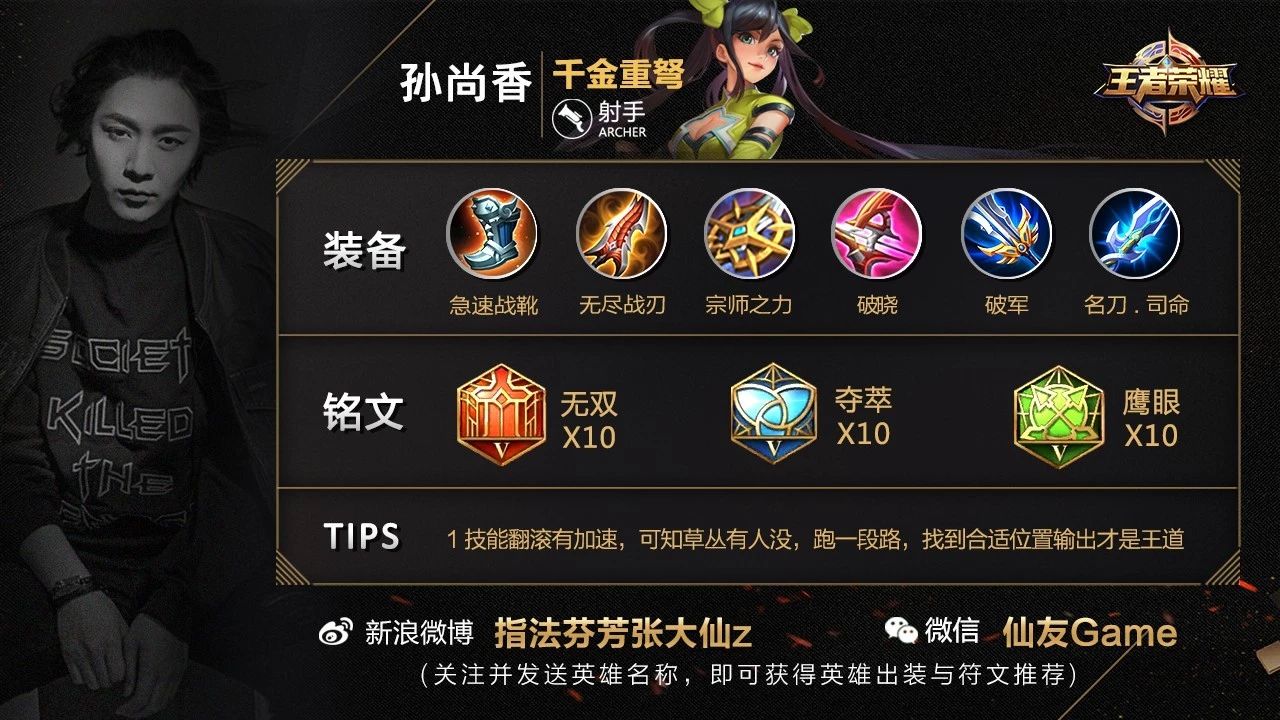 孙尚香
千金重弩
射手
ARCHER
王者荣耀
装备
急速战靴 无尽战刃 宗师之力 破晓 破军 名刀.司命
铭文
V
无双
X10
V
夺萃
X10
V
鹰眼
X10
TIPS
1技能翻滚有加速，可知草丛有人没，跑一段路，找到合适位置输出才是王道
SOCIET
KILLED
THE
新浪微博 指法芬芳张大仙z 微信 仙友Game
(关注并发送英雄名称，即可获得英雄出装与符文推荐)